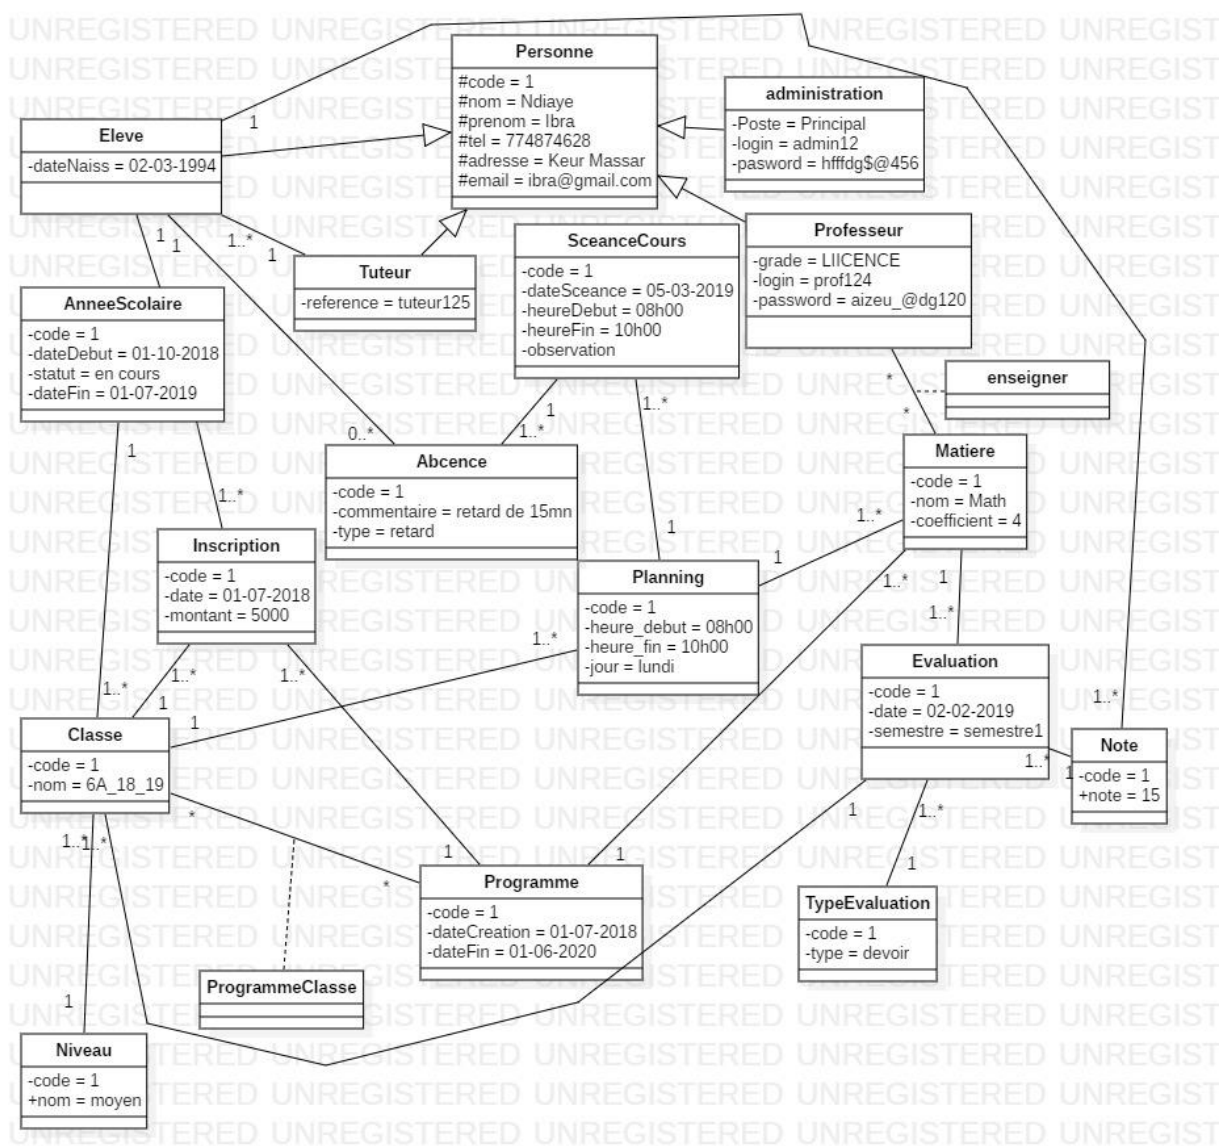 Personne
#code = 1
#nom = Ndiaye
#prenom = Ibra
#tel = 774874628
#adresse = Keur Massar
#email = ibra@gmail.com
administration
-Poste = Principal
-login = admin12
-pasword = hfffdg$@456
Eleve
-dateNaiss = 02-03-1994
1
1
1
1..*
1
Professeur
-grade = LIICENCE
-login = prof124
-password = aizeu_@dg120
SceanceCours
-code = 1
-dateSceance = 05-03-2019
-heureDebut = 08h00
-heureFin = 10h00
-observation
Tuteur
-reference = tuteur125
AnneeScolaire
-code = 1
-dateDebut = 01-10-2018
-statut = en cours
-dateFin = 01-07-2019
enseigner
*
*
1
1..*
1..*
0..*
1
1..*
Abcence
-code = 1
-commentaire = retard de 15mn
-type = retard
Matiere
-code = 1
-nom = Math
-coefficient = 4
1..*
1
1
1..*
1
1..*
Inscription
-code = 1
-date = 01-07-2018
-montant = 5000
Planning
-code = 1
-heure_debut = 08h00
-heure_fin = 10h00
-jour = lundi
1..*
1..*
1..*
1..*
1
1
Evaluation
-code = 1
-date = 02-02-2019
-semestre = semestre1
1..*
Classe
-code = 1
-nom = 6A_18_19
Note
-code = 1
+note = 15
1..*
1
*
1
1..*
1..*
1..*
1
1
1
*
Programme
-code = 1
-dateCreation = 01-07-2018
-dateFin = 01-06-2020
TypeEvaluation
-code = 1
-type = devoir
ProgrammeClasse
1
Niveau
-code = 1
+nom = moyen
UNREGISTERED